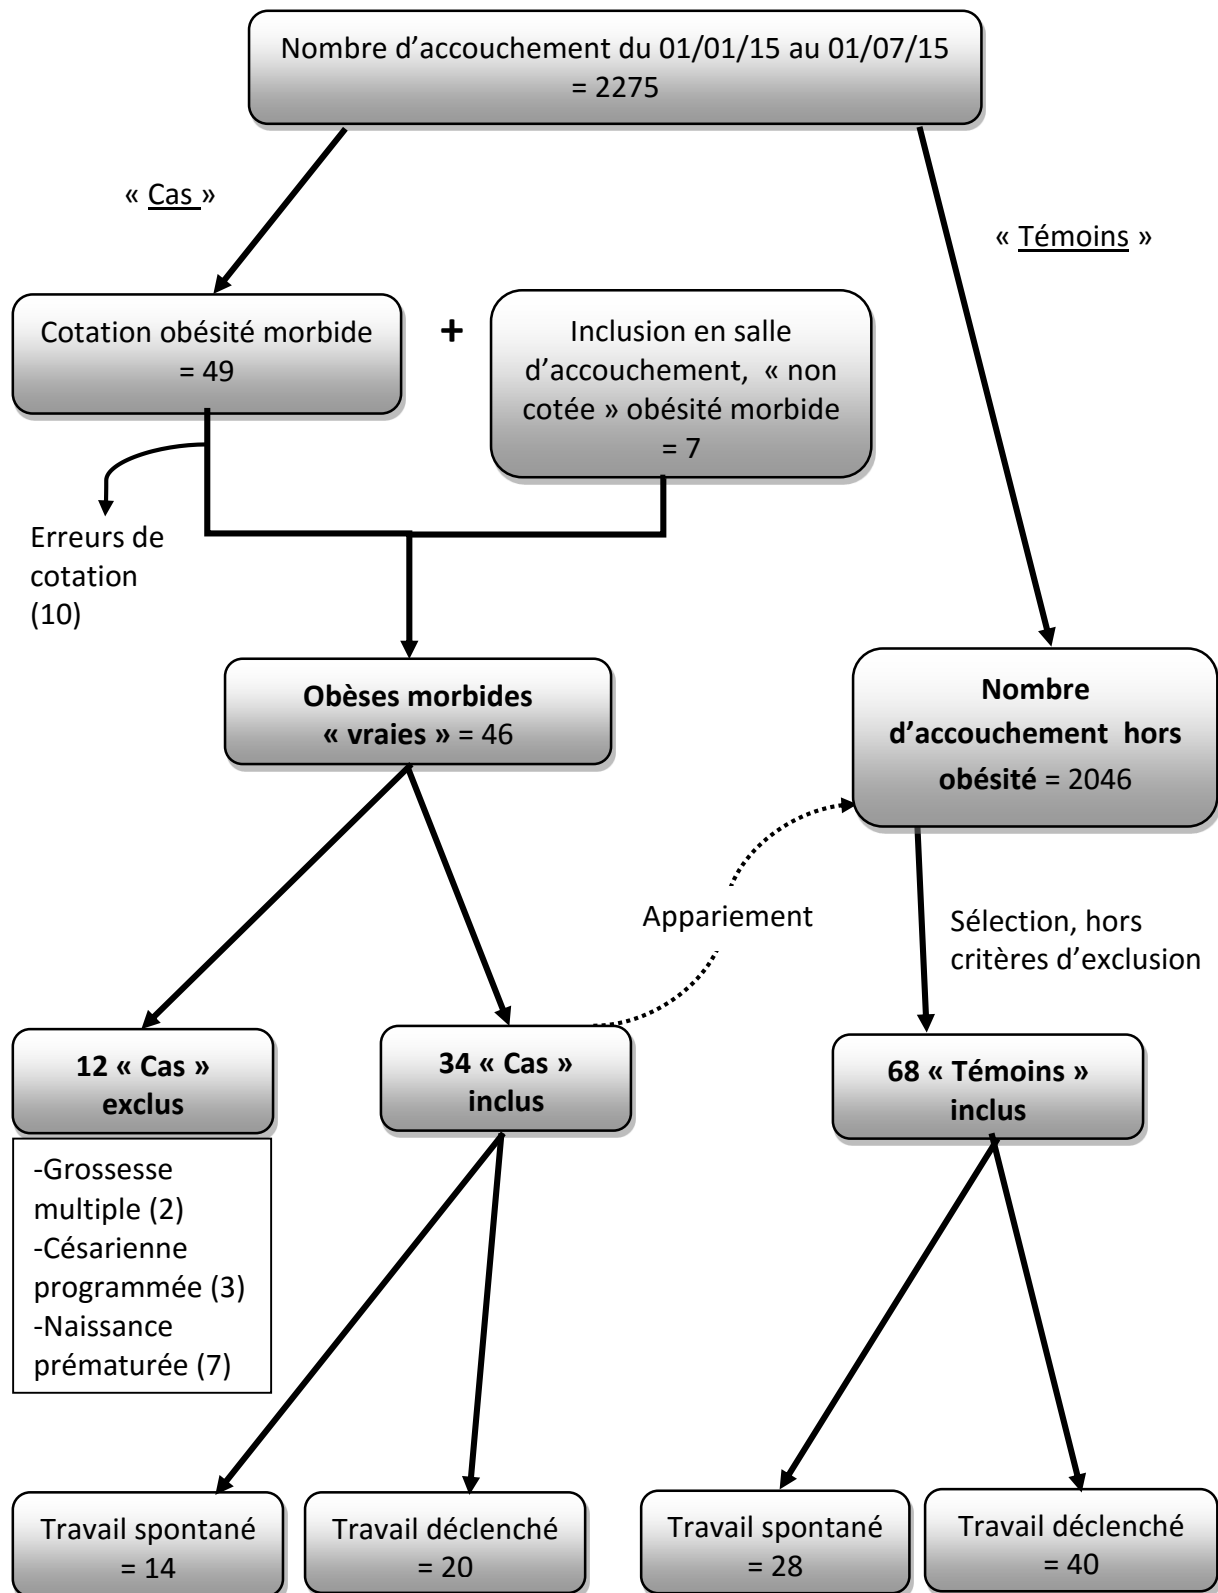 Nombre d'accouchement du 01/01/15 au 01/07/15
= 2275
« Cas »
« Témoins »
Cotation obésité morbide
= 49
+
Inclusion en salle
d'accouchement, « non
cotée » obésité morbide
= 7
Erreurs de
cotation
(10)
Obèses morbides
« vraies » = 46
Nombre
d'accouchement hors
obésité = 2046
Appariement
Sélection, hors
critères d'exclusion
12 « Cas »
exclus
34 « Cas »
inclus
68 « Témoins »
inclus
-Grossesse
multiple (2)
-Césarienne
programmée (3)
-Naissance
prématurée (7)
Travail spontané
= 14
Travail déclenché
= 20
Travail spontané
= 28
Travail déclenché
= 40